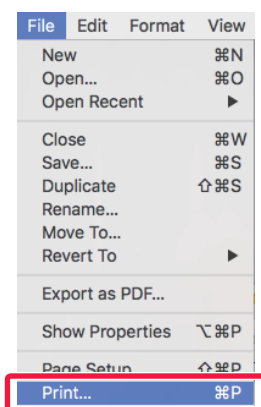 File Edit Format View
New ⌘N
Open... ⌘O
Open Recent ▶
Close ⌘W
Save... ⌘S
Duplicate ⇧⌘S
Rename...
Move To...
Revert To ▶
Export as PDF...
Show Properties ⌥⌘P
Page Setup ⇧⌘P
Print... ⌘P